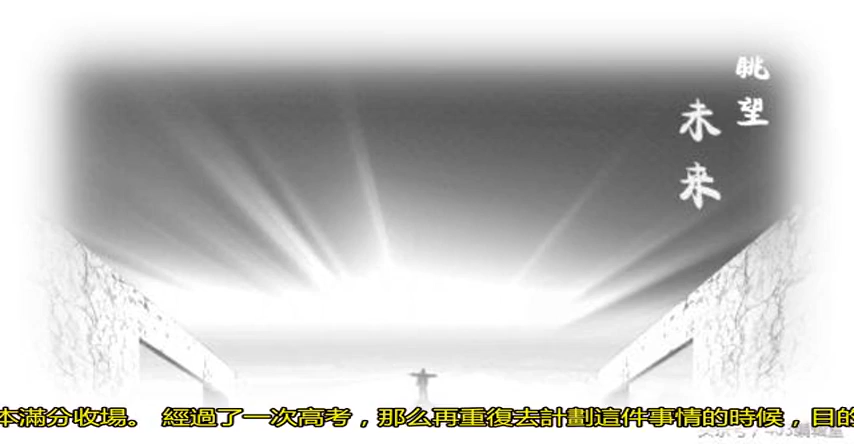 眺望
未来
本滿分收場。 經過了一次高考，那么再重復去計劃這件事情的時候，目的